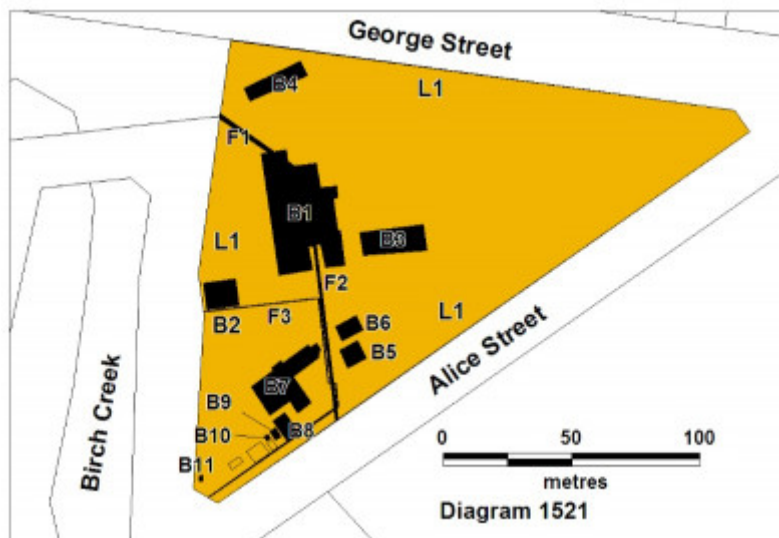 George Street
B4
L1
F1
B1
L1
B3
F2
B2
F3
B6
L1
B5
Alice Street
B7
B9
B10
B8
B11
Birch Creek
0 50 100
metres
Diagram 1521